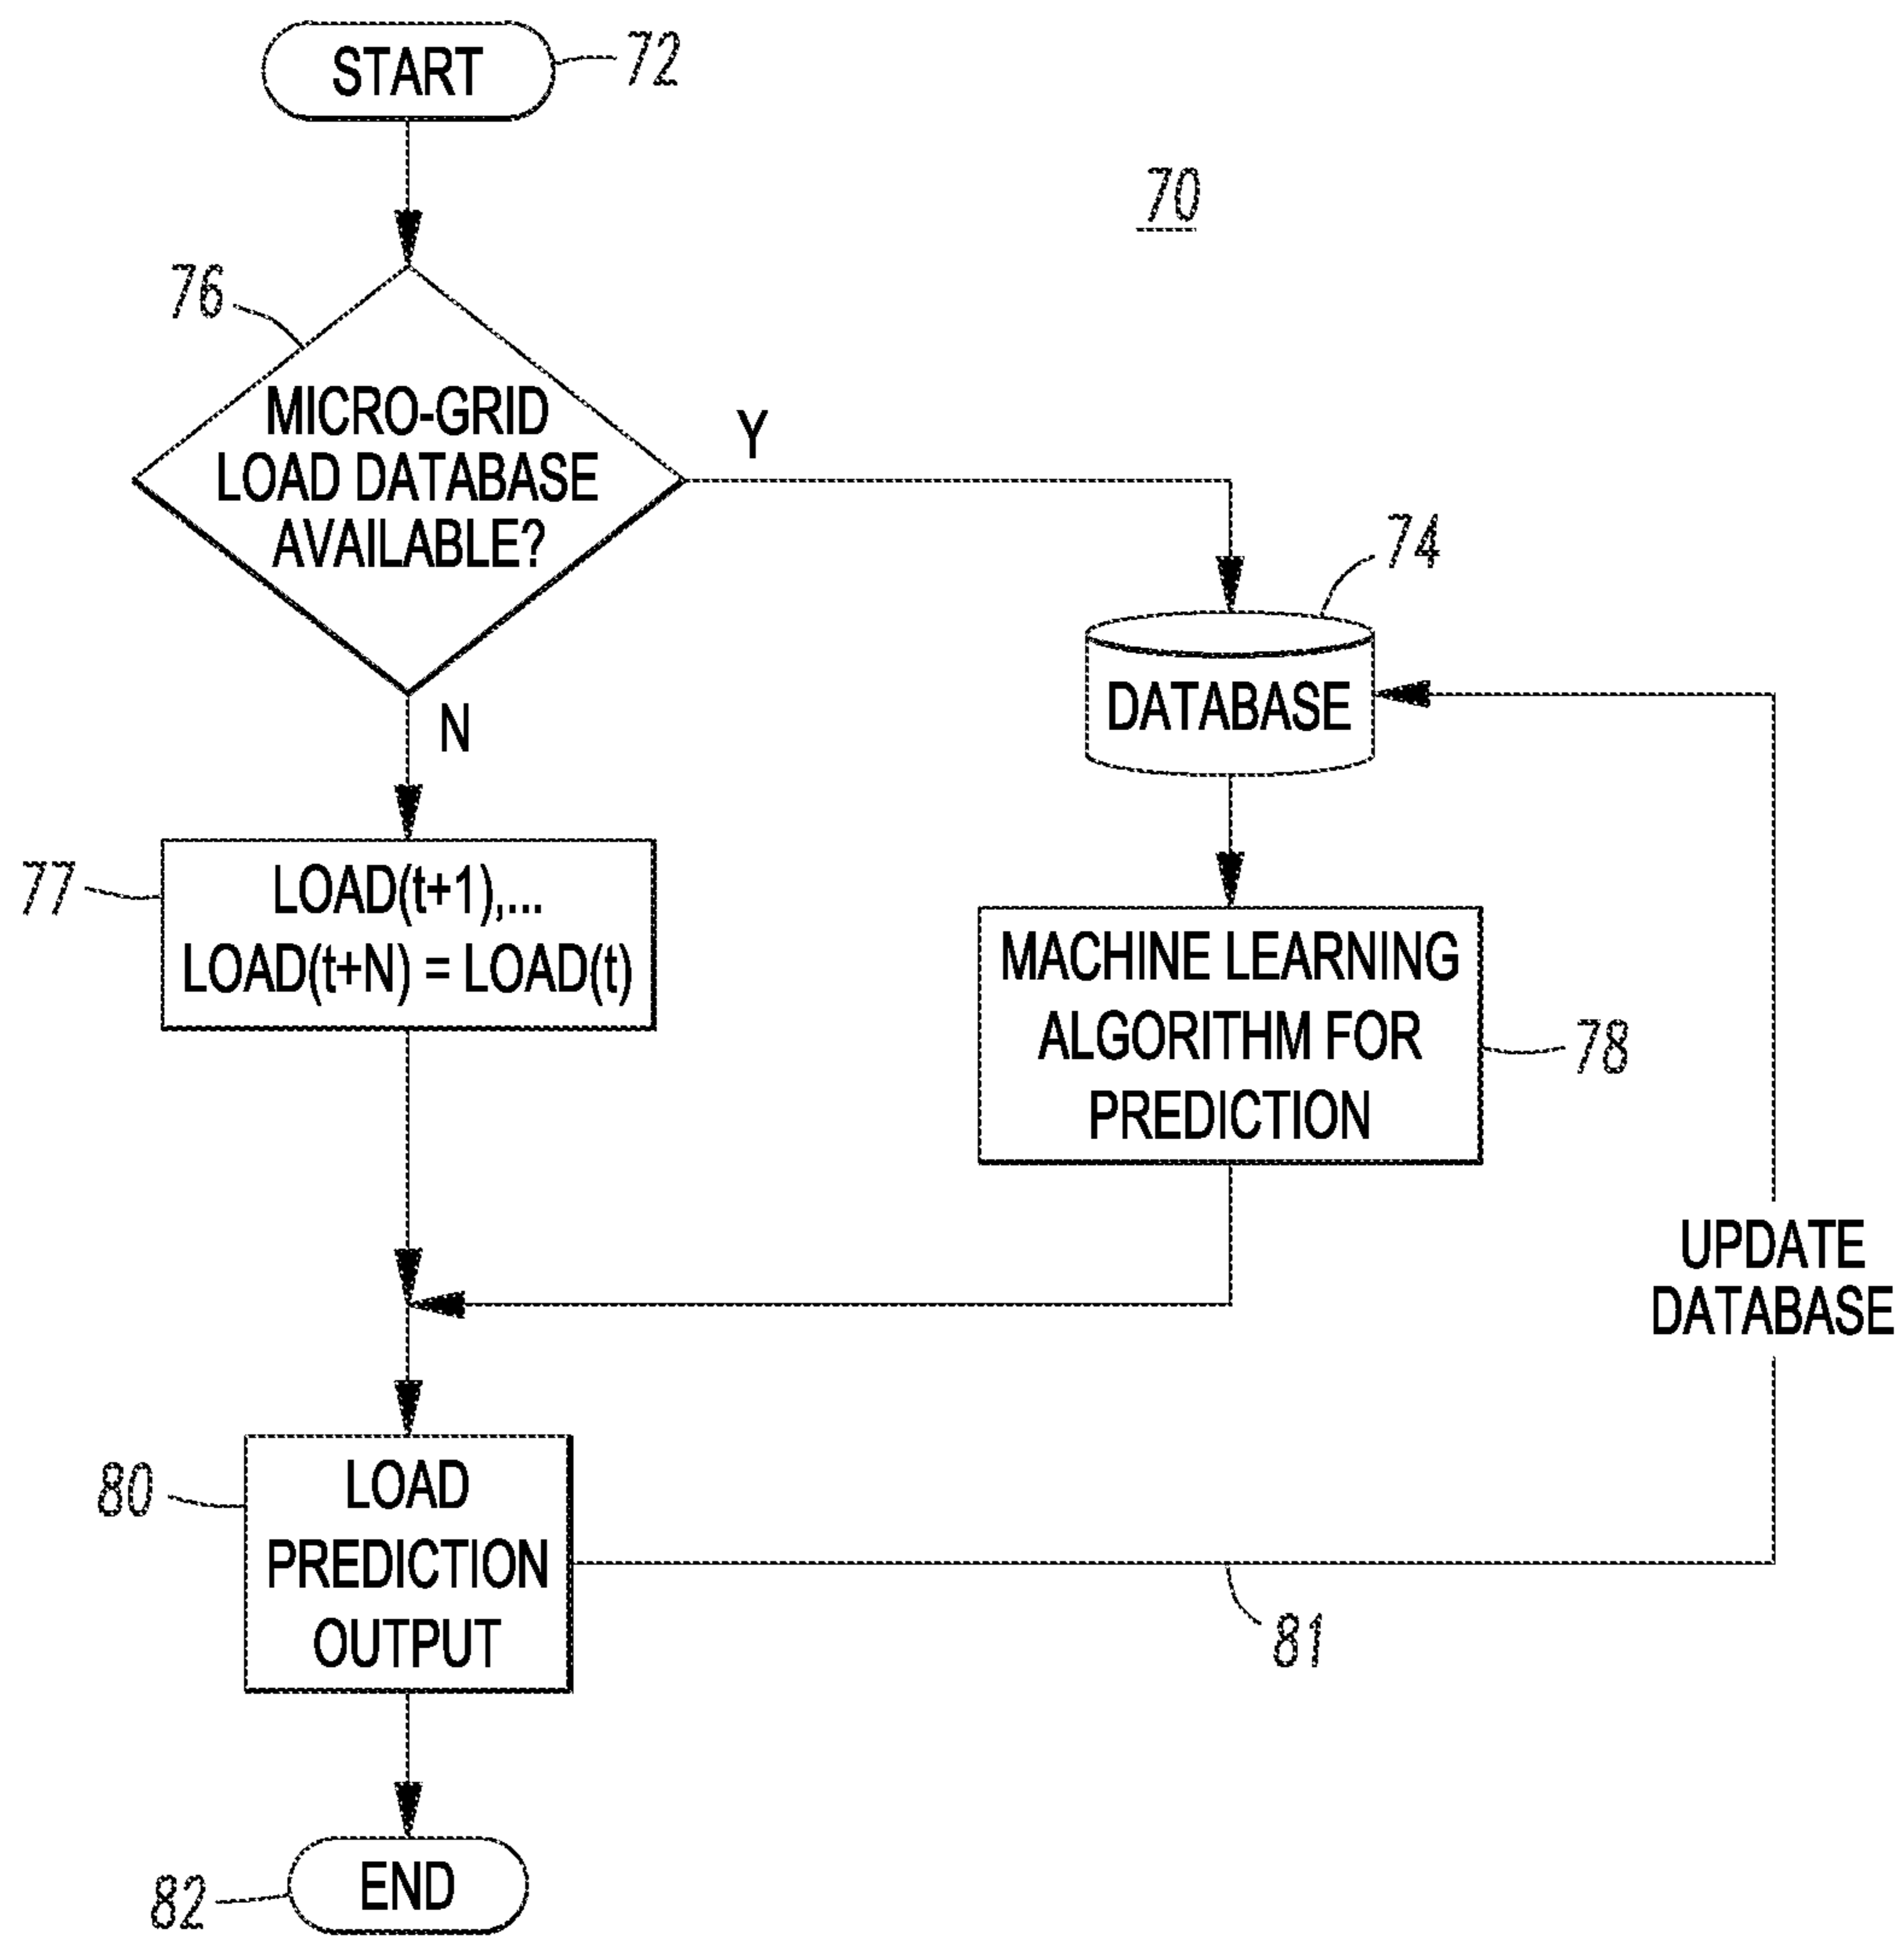 START
72
70
76
MICRO-GRID
LOAD DATABASE
AVAILABLE?
Y
N
74
DATABASE
77
LOAD(t+1),...
LOAD(t+N) = LOAD(t)
MACHINE LEARNING
ALGORITHM FOR
PREDICTION
78
UPDATE
DATABASE
80
LOAD
PREDICTION
OUTPUT
81
82
END